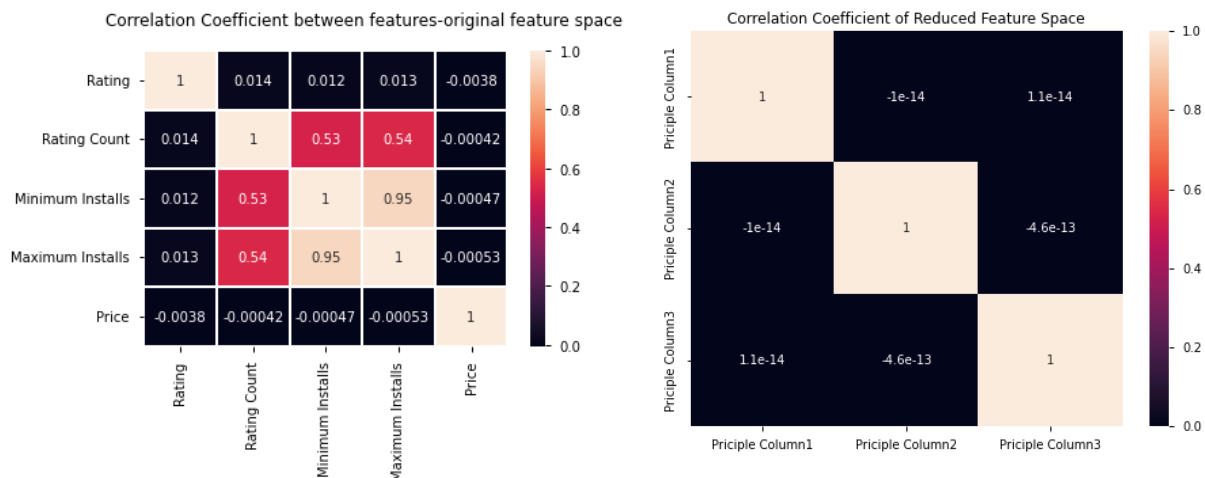 Correlation Coefficient between features-original feature space
1.0
Rating 1 0.014 0.012 0.013 -0.0038
0.8
Rating Count 0.014 1 0.53 0.54 -0.00042
0.6
Minimum Installs 0.012 0.53 1 0.95 -0.00047
0.4
Maximum Installs 0.013 0.54 0.95 1 -0.00053
0.2
Price -0.0038 -0.00042 -0.00047 -0.00053 1
0.0
Rating
Rating Count
Minimum Installs
Maximum Installs
Price
Correlation Coefficient of Reduced Feature Space
1.0
Priciple Column1
1 -1e-14 1.1e-14
0.8
0.6
Priciple Column2
-1e-14 1 -4.6e-13
0.4
Priciple Column3
1.1e-14 -4.6e-13 1
0.2
0.0
Priciple Column1 Priciple Column2 Priciple Column3